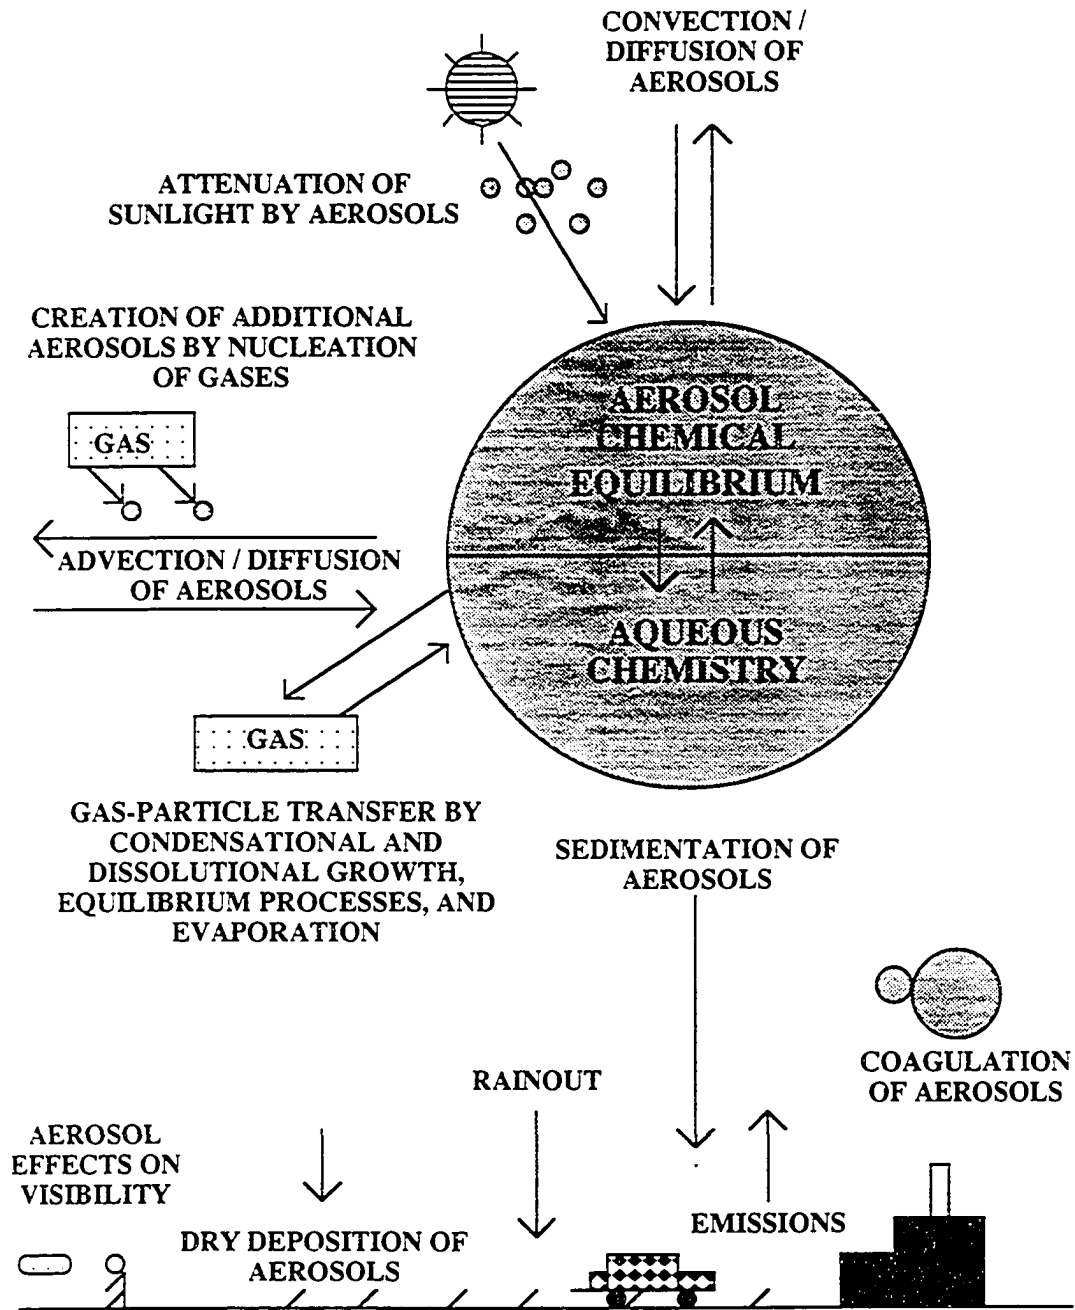 CONVECTION /
DIFFUSION OF
AEROSOLS
ATTENUATION OF
SUNLIGHT BY AEROSOLS
CREATION OF ADDITIONAL
AEROSOLS BY NUCLEATION
OF GASES
GAS
AEROSOL
CHEMICAL
EQUILIBRIUM
ADVECTION / DIFFUSION
OF AEROSOLS
AQUEOUS
CHEMISTRY
GAS
GAS-PARTICLE TRANSFER BY
CONDENSATIONAL AND
DISSOLUTIONAL GROWTH,
EQUILIBRIUM PROCESSES, AND
EVAPORATION
SEDIMENTATION OF
AEROSOLS
COAGULATION
OF AEROSOLS
RAINOUT
AEROSOL
EFFECTS ON
VISIBILITY
EMISSIONS
DRY DEPOSITION OF
AEROSOLS